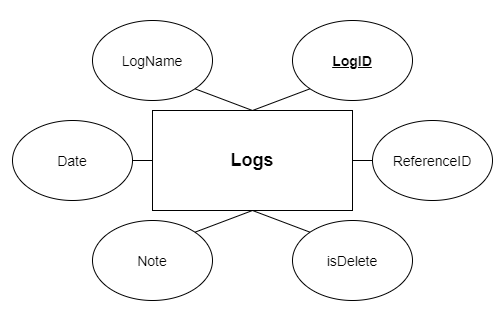 LogName
LogID
Date
Logs
ReferenceID
Note
isDelete